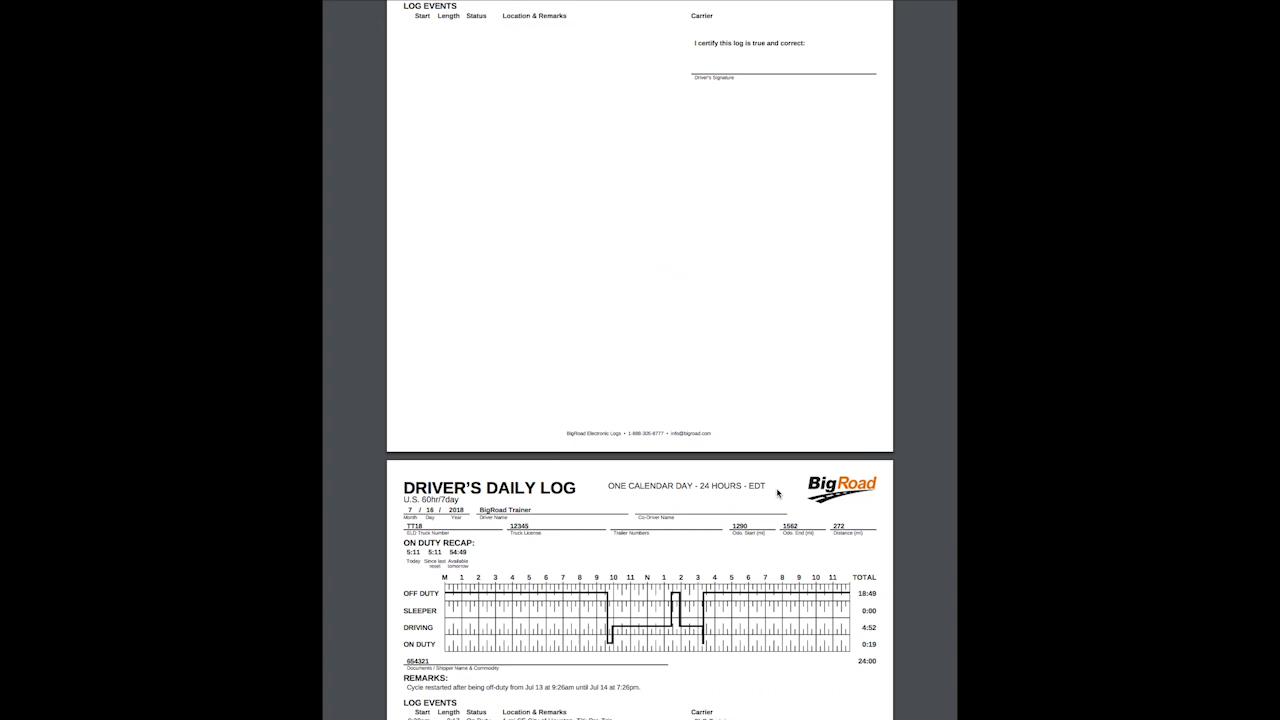 LOG EVENTS
Start Length Status Location & Remarks Carrier
I certify this log is true and correct:
Driver's Signature
BigRoad Electronic Logs • 1-888-305-8777 • info@bigroad.com
DRIVER'S DAILY LOG ONE CALENDAR DAY - 24 HOURS - EDT BigRoad
U.S. 60hr/7day
7 / 16 / 2018 BigRoad Trainer
Month Day Year Driver Name Co-Driver Name
TT18 12345 1290 1562 272
ELD Truck Number Truck License Trailer Numbers Odo. Start (mi) Odo. End (mi) Distance (mi)
ON DUTY RECAP:
5:11 5:11 54:49
Today Since last reset Available tomorrow
M 1 2 3 4 5 6 7 8 9 10 11 N 1 2 3 4 5 6 7 8 9 10 11 TOTAL
OFF DUTY 18:49
SLEEPER 0:00
DRIVING 4:52
ON DUTY 0:19
654321 24:00
Documents / Shipper Name & Commodity
REMARKS:
Cycle restarted after being off-duty from Jul 13 at 9:26am until Jul 14 at 7:26pm.
LOG EVENTS
Start Length Status Location & Remarks Carrier